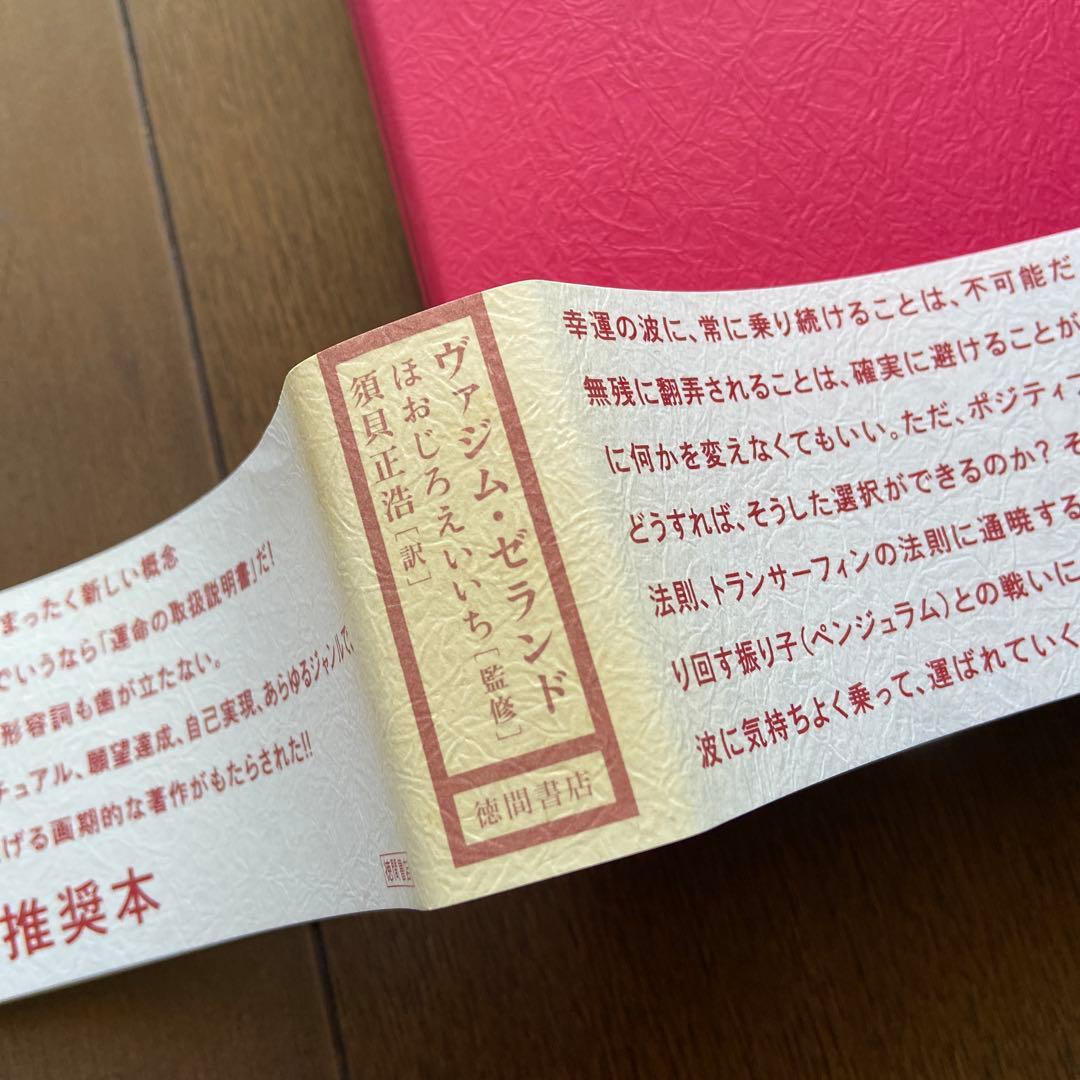 まったく新しい概念
でいうなら「運命の取扱説明書」だ!
形容詞も歯が立たない。
チュアル、願望達成、自己実現、あらゆるジャンルで、
げる画期的な著作がもたらされた!!
推奨本
ヴァジム・ゼランド
ほおじろえいいち[監修]
須貝正浩[訳]
徳間書店
徳間書店
幸運の波に、常に乗り続けることは、不可能だ
無残に翻弄されることは、確実に避けることが
に何かを変えなくてもいい。ただ、ポジティブ
どうすれば、そうした選択ができるのか? そ
法則、トランサーフィンの法則に通暁する
り回す振り子(ペンジュラム)との戦いに
波に気持ちよく乗って、運ばれていく